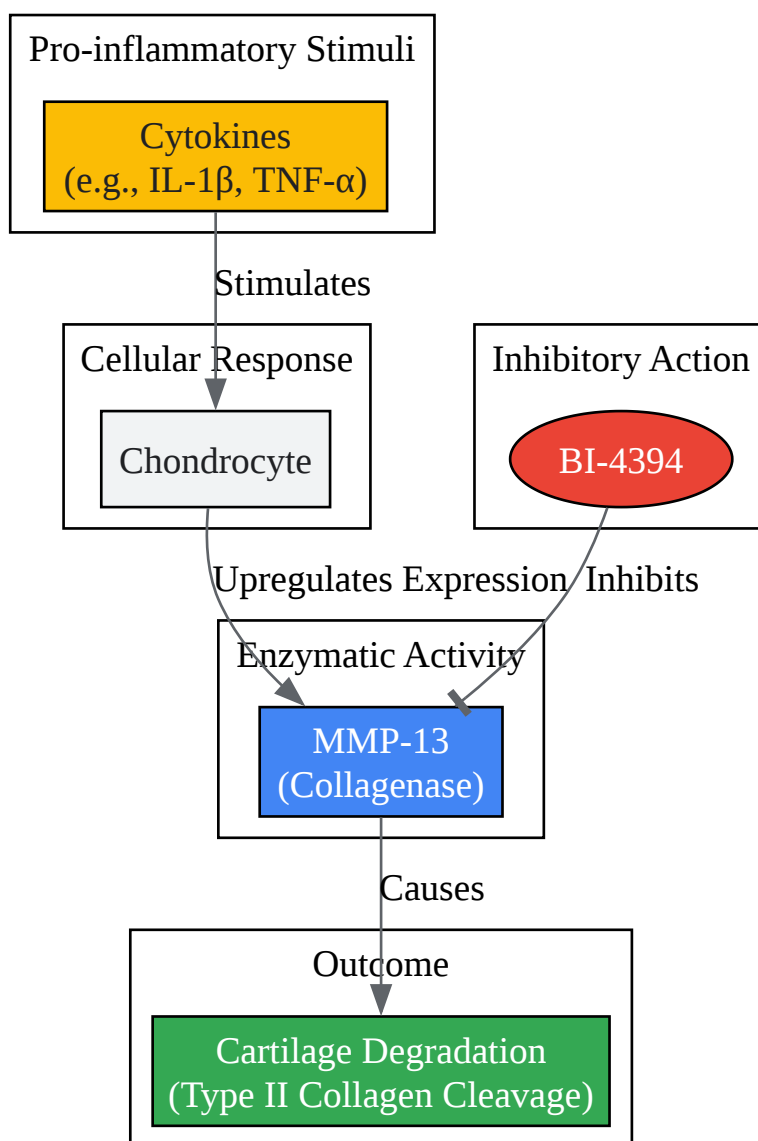 Pro-inflammatory Stimuli
Cytokines
(e.g., IL-1β, TNF-α)
Stimulates
Cellular Response
Inhibitory Action
Chondrocyte
BI-4394
Upregulates Expression
Inhibits
Enzymatic Activity
MMP-13
(Collagenase)
Causes
Outcome
Cartilage Degradation
(Type II Collagen Cleavage)